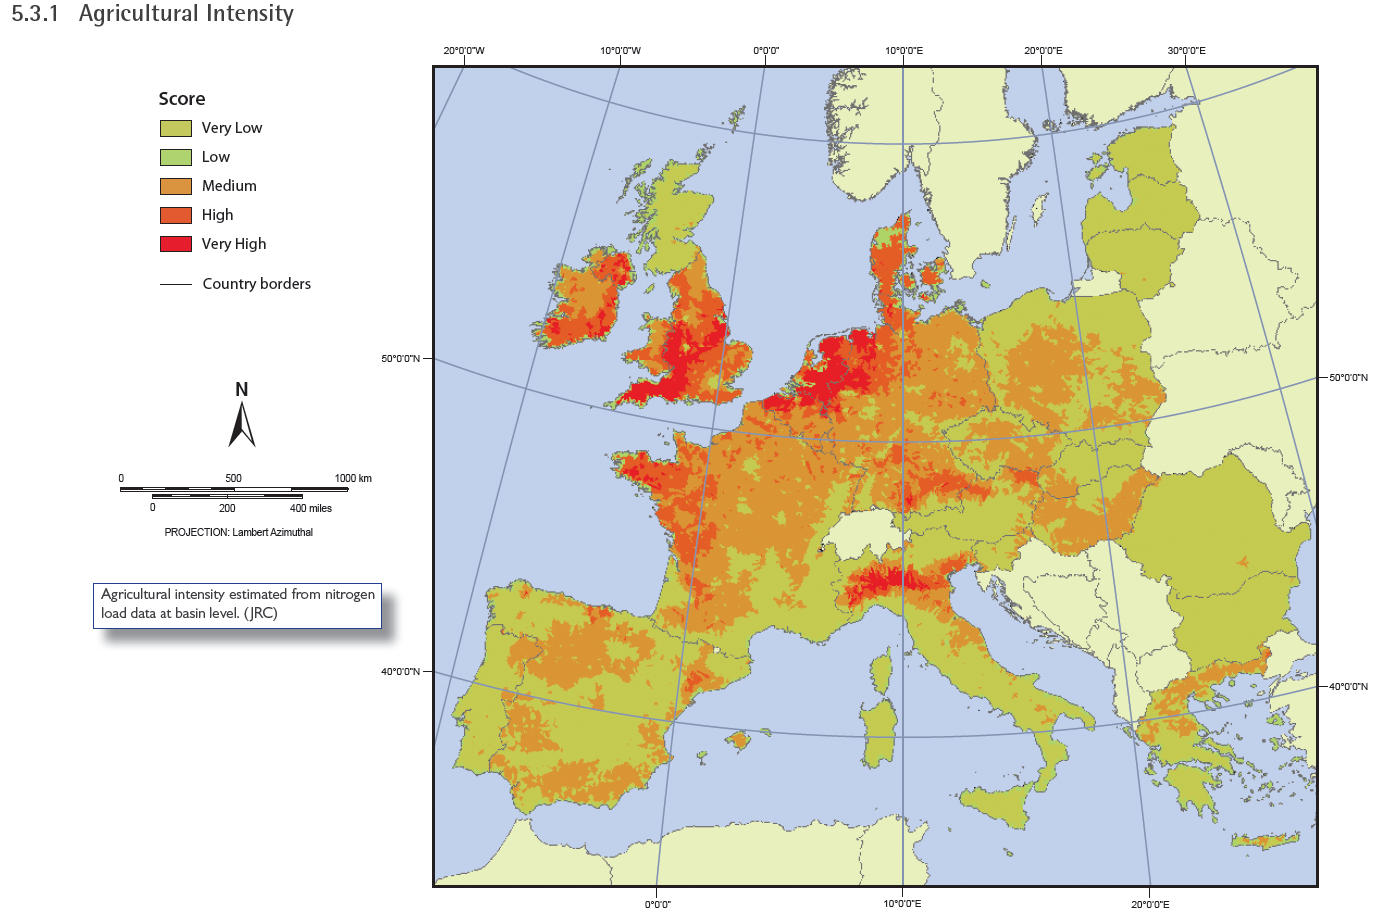 5.3.1 Agricultural Intensity
20°0'0"W
10°0'0"W
0°0'0"
10°0'0"E
20°0'0"E
30°0'0"E
Score
Very Low
Low
Medium
High
Very High
Country borders
50°0'0"N
50°0'0"N
N
0 500 1000 km
0 200 400 miles
PROJECTION: Lambert Azimuthal
Agricultural intensity estimated from nitrogen
load data at basin level. (JRC)
40°0'0"N
40°0'0"N
0°0'0"
10°0'0"E
20°0'0"E